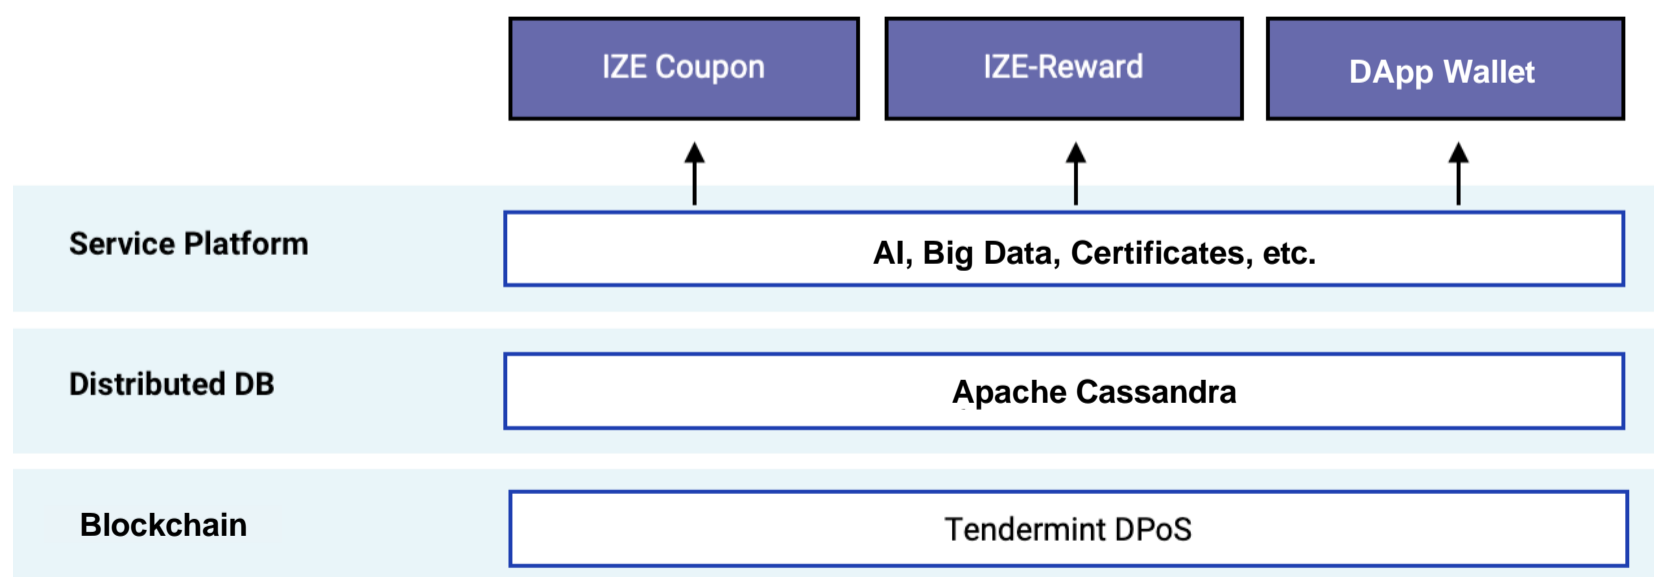 IZE Coupon
IZE-Reward
DApp Wallet
Service Platform
AI, Big Data, Certificates, etc.
Distributed DB
Apache Cassandra
Blockchain
Tendermint DPoS